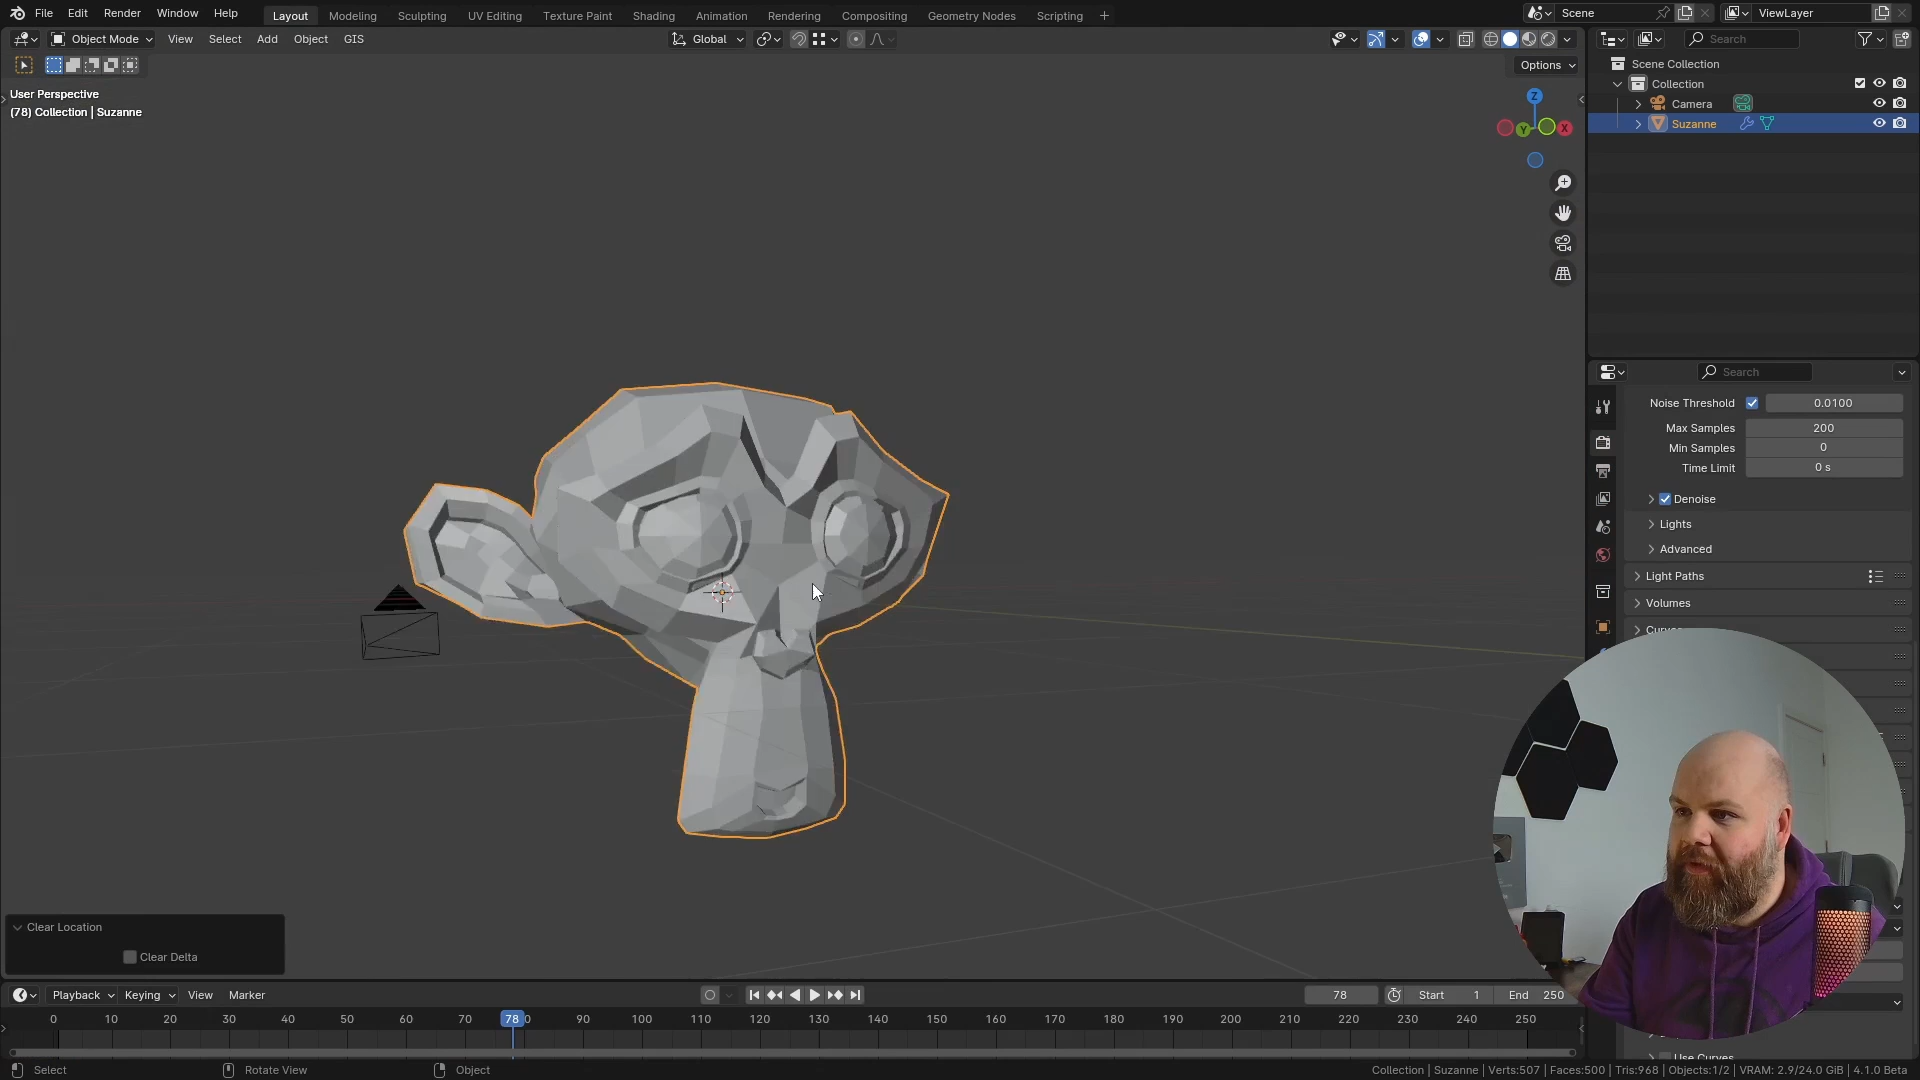 File Edit Render Window Help Layout Modeling Sculpting UV Editing Texture Paint Shading Animation Rendering Compositing Geometry Nodes Scripting + Scene ViewLayer
Object Mode View Select Add Object GIS Global Search
Options
User Perspective
(78) Collection | Suzanne
Z
Y X
Scene Collection
Collection
Camera
Suzanne
Search
Noise Threshold 0.0100
Max Samples 200
Min Samples 0
Time Limit 0 s
Denoise
Lights
Advanced
Light Paths
Volumes
Clear Location
Clear Delta
Playback Keying View Marker 78 Start 1 End 250
0 10 20 30 40 50 60 70 78 0 90 100 110 120 130 140 150 160 170 180 190 200 210 220 230 240 250
Use Curves
Select Rotate View Object Collection | Suzanne | Verts:507 | Faces:500 | Tris:968 | Objects:1/2 | VRAM: 2.9/24.0 GiB | 4.1.0 Beta